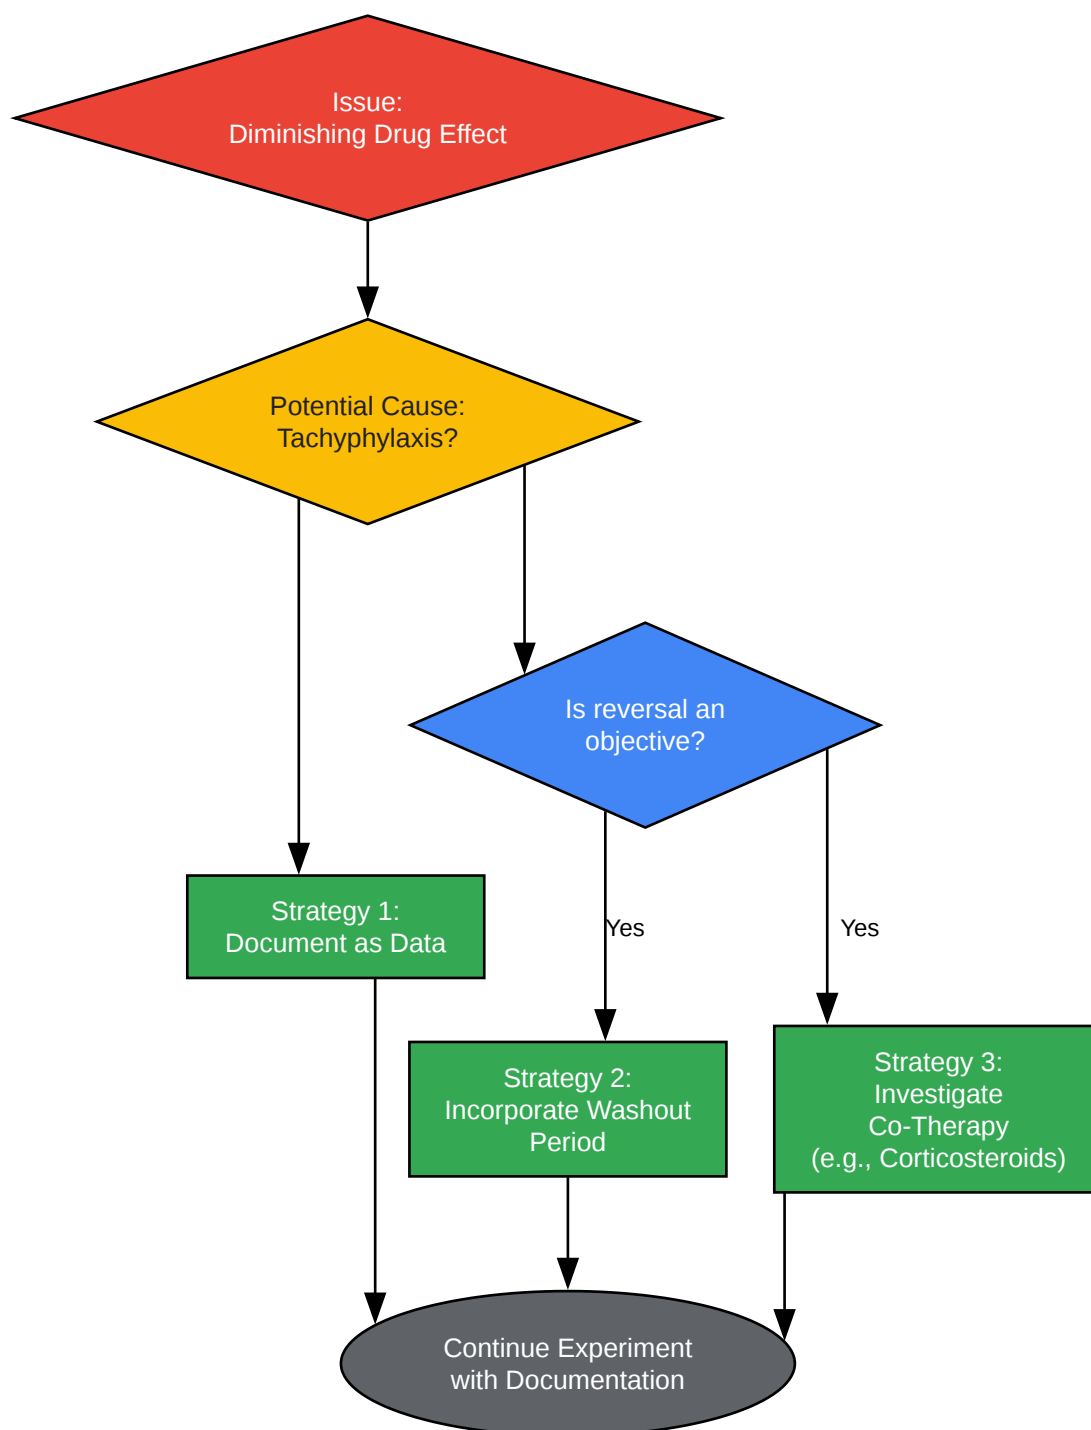 Issue:
Diminishing Drug Effect
Potential Cause:
Tachyphylaxis?
Is reversal an
objective?
Strategy 1:
Document as Data
Yes
Yes
Strategy 2:
Incorporate Washout
Period
Strategy 3:
Investigate
Co-Therapy
(e.g., Corticosteroids)
Continue Experiment
with Documentation